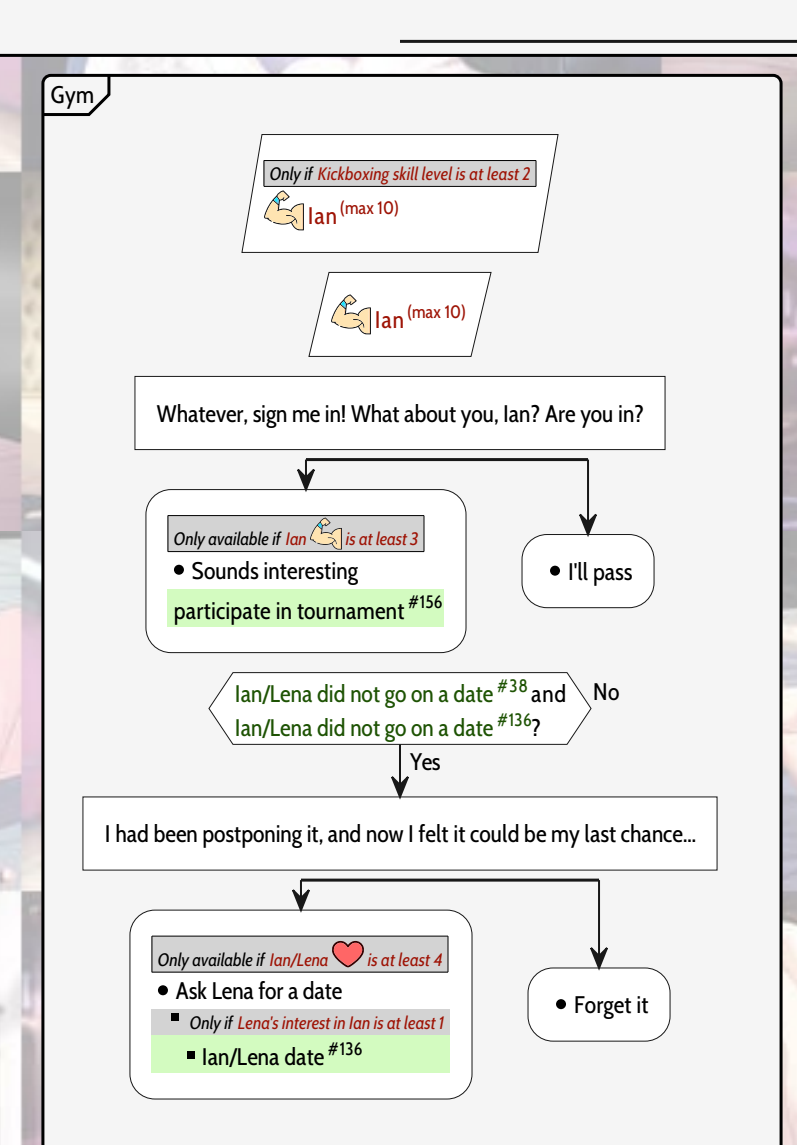 Gym
Only if Kickboxing skill level is at least 2
Ian (max 10)
Ian (max 10)
Whatever, sign me in! What about you, Ian? Are you in?
Only available if Ian is at least 3
• Sounds interesting
participate in tournament #156
• I'll pass
Ian/Lena did not go on a date #38 and
Ian/Lena did not go on a date #136?
No
Yes
I had been postponing it, and now I felt it could be my last chance...
Only available if Ian/Lena is at least 4
• Ask Lena for a date
▪ Only if Lena's interest in Ian is at least 1
▪ Ian/Lena date #136
• Forget it